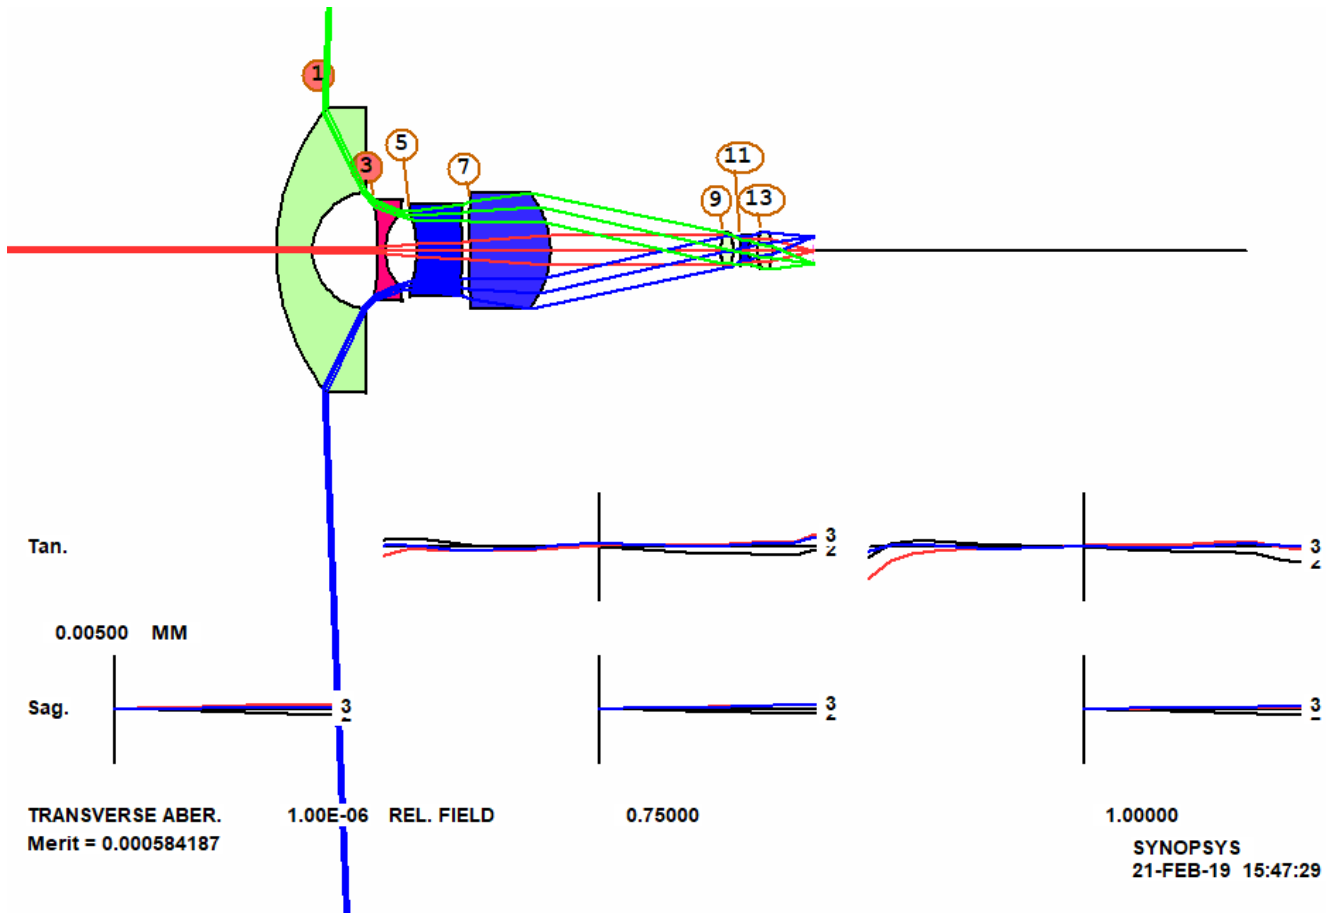 1
3
5
7
9
11
13
Tan.
3
2
3
2
0.00500 MM
Sag.
3
2
3
2
3
2
TRANSVERSE ABER. 1.00E-06 REL. FIELD 0.75000 1.00000
Merit = 0.000584187
SYNOPSYS
21-FEB-19 15:47:29